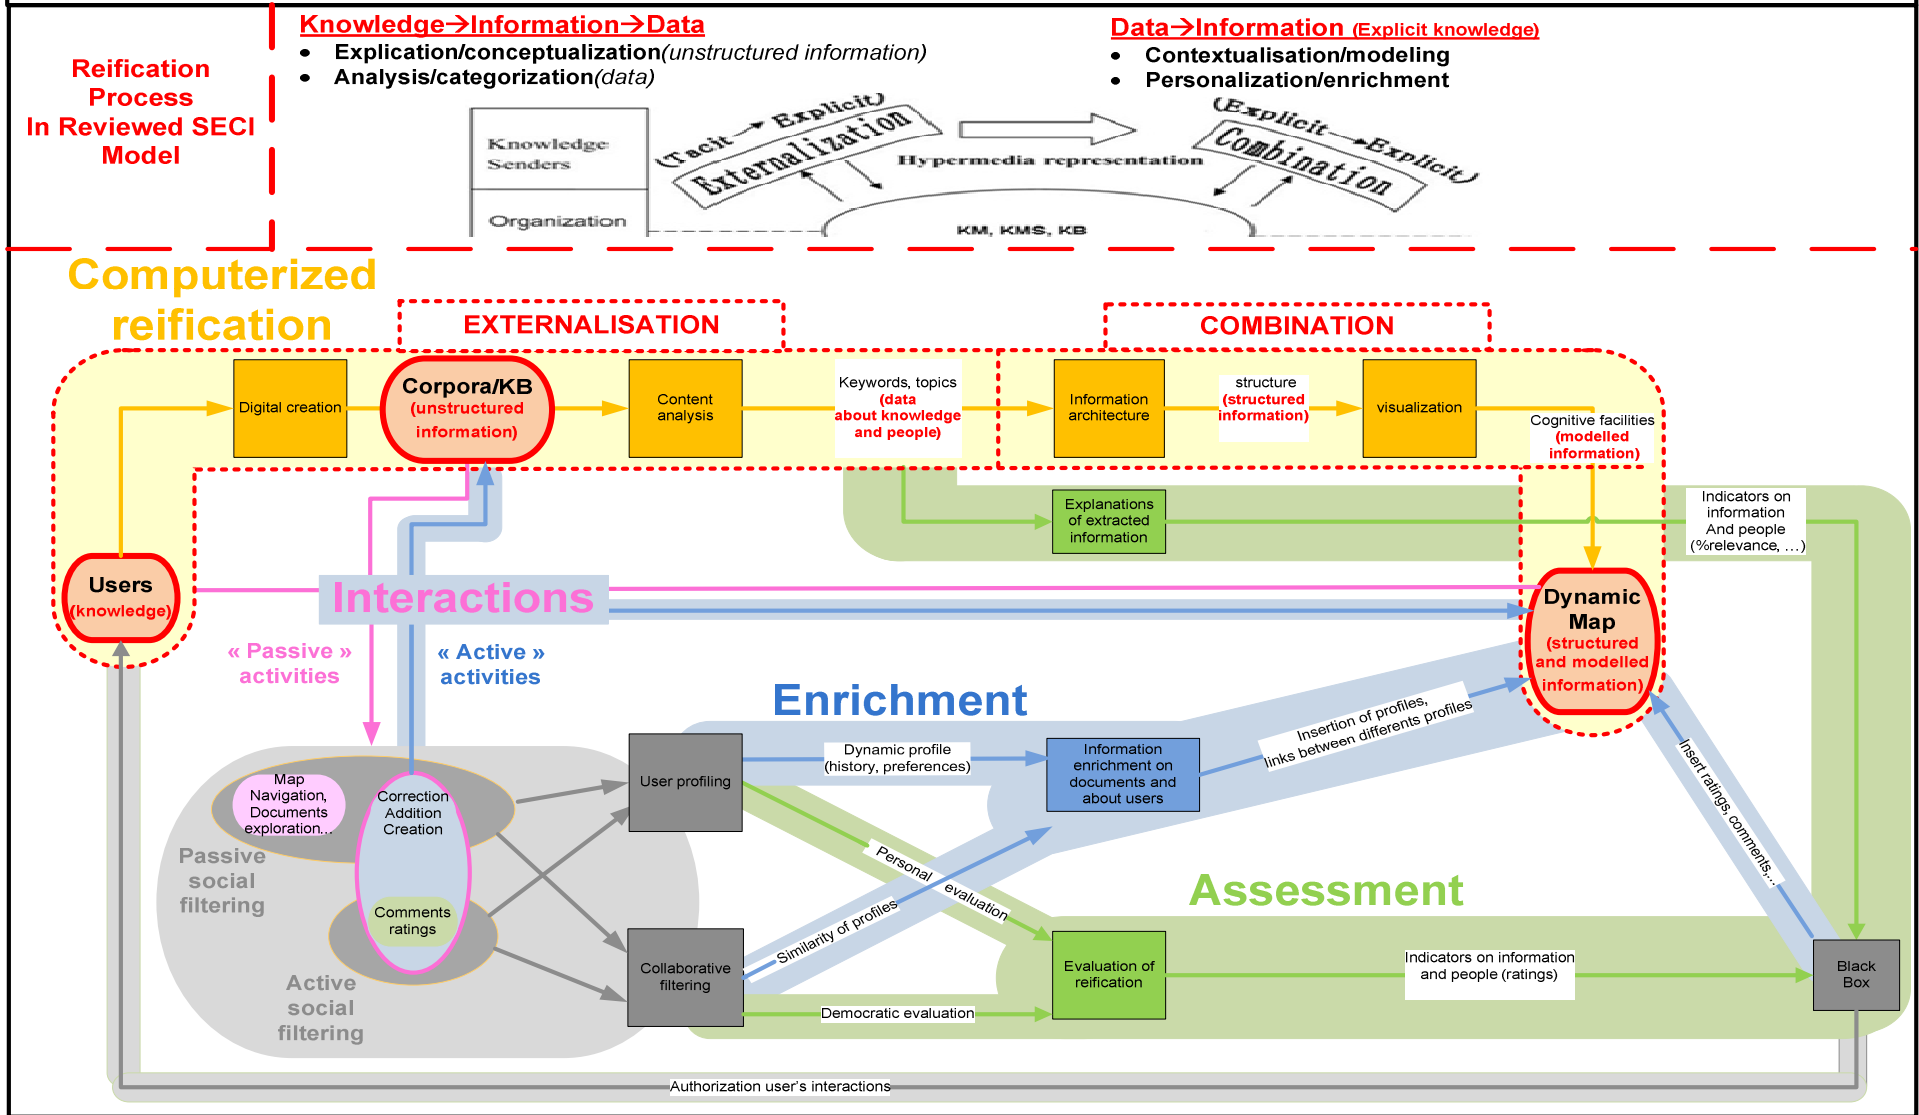 Reification
Process
In Reviewed SECI
Model
Knowledge→Information→Data
• Explication/conceptualization(unstructured information)
• Analysis/categorization(data)
Data→Information (Explicit knowledge)
• Contextualisation/modeling
• Personalization/enrichment
Knowledge
Senders
Organization
(Tacit → Explicit)
Externalization
Hypermedia representation
(Explicit → Explicit)
Combination
KM, KMS, KB
Computerized
reification
EXTERNALISATION
COMBINATION
Digital creation
Corpora/KB
(unstructured
information)
Content
analysis
Keywords, topics
(data
about knowledge
and people)
Information
architecture
structure
(structured
information)
visualization
Cognitive facilities
(modelled
information)
Explanations
of extracted
information
Indicators on
information
And people
(%relevance, ...)
Users
(knowledge)
Interactions
Dynamic
Map
(structured
and modelled
information)
« Passive »
activities
« Active »
activities
Enrichment
Map
Navigation,
Documents
exploration...
Correction
Addition
Creation
Comments
ratings
Passive
social
filtering
Active
social
filtering
User profiling
Collaborative
filtering
Dynamic profile
(history, preferences)
Information
enrichment on
documents and
about users
Insertion of profiles,
links between differents profiles
Insert ratings, comments,...
Personal evaluation
Similarity of profiles
Assessment
Evaluation of
reification
Democratic evaluation
Indicators on information
and people (ratings)
Black
Box
Authorization user's interactions